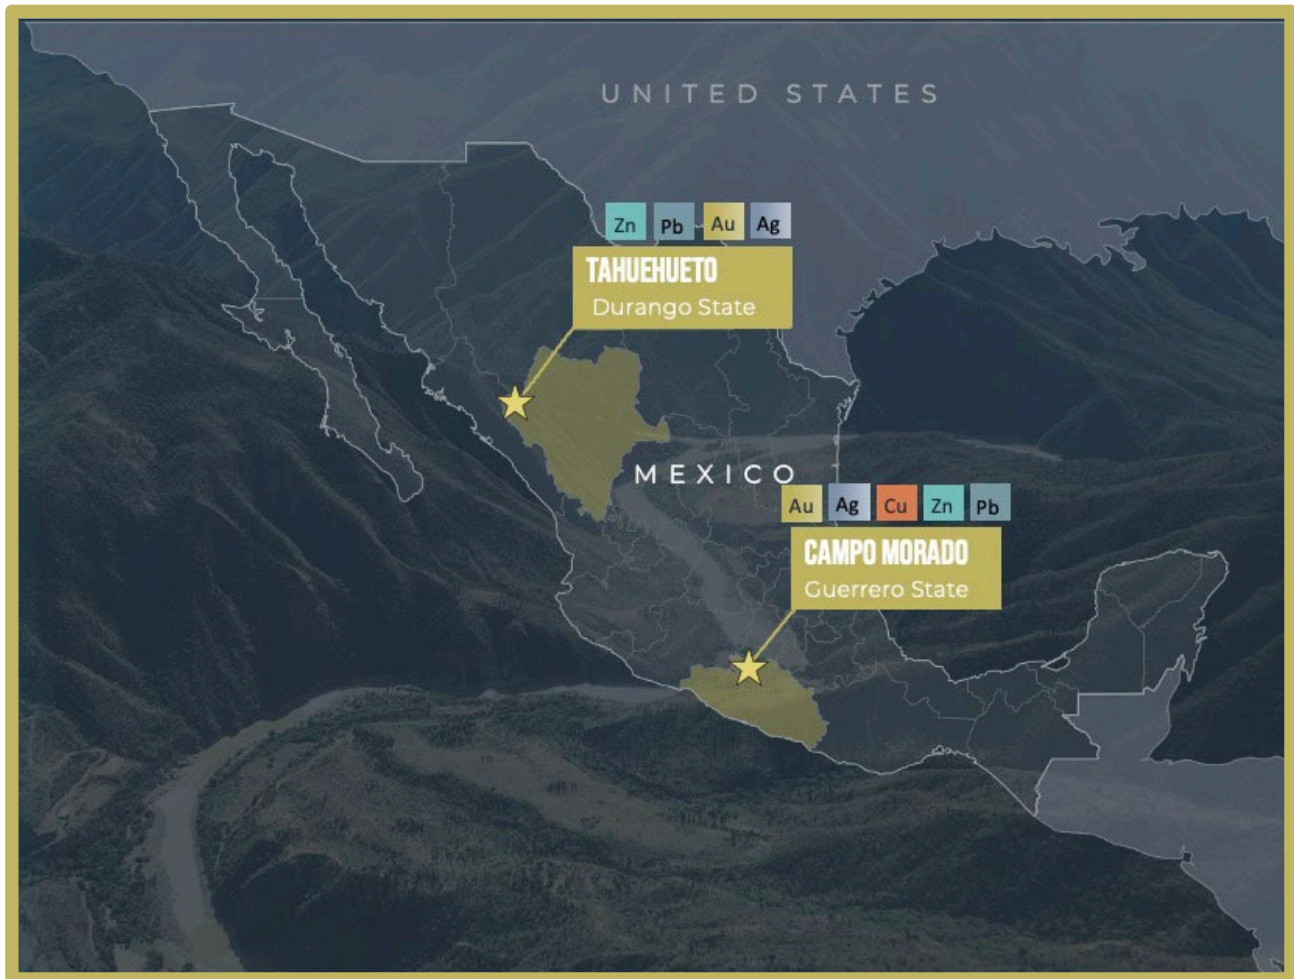 UNITED STATES
Zn Pb Au Ag
TAHUEHUETO
Durango State
MEXICO
Au Ag Cu Zn Pb
CAMPO MORADO
Guerrero State